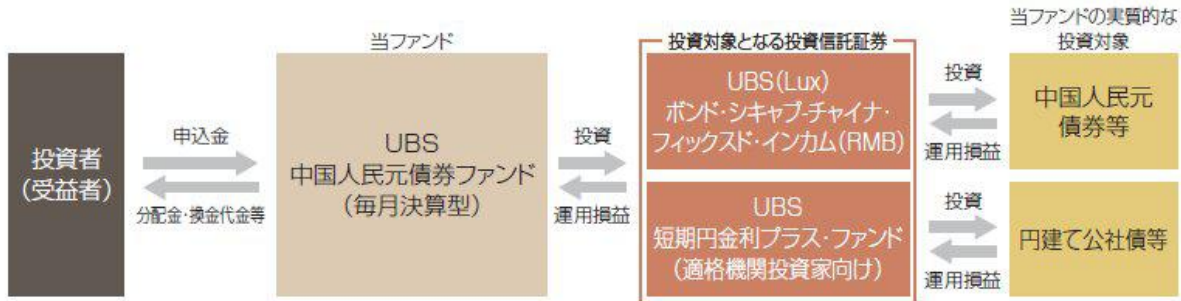 投資者
(受益者)
申込金
分配金・換金代金等
当ファンド
UBS
中国人民元債券ファンド
(毎月決算型)
投資
運用損益
投資対象となる投資信託証券
UBS(Lux)
ボンド・シキャブ-チャイナ・
フィックスド・インカム(RMB)
UBS
短期円金利プラス・ファンド
(適格機関投資家向け)
投資
運用損益
投資
運用損益
当ファンドの実質的な
投資対象
中国人民元
債券等
円建て公社債等